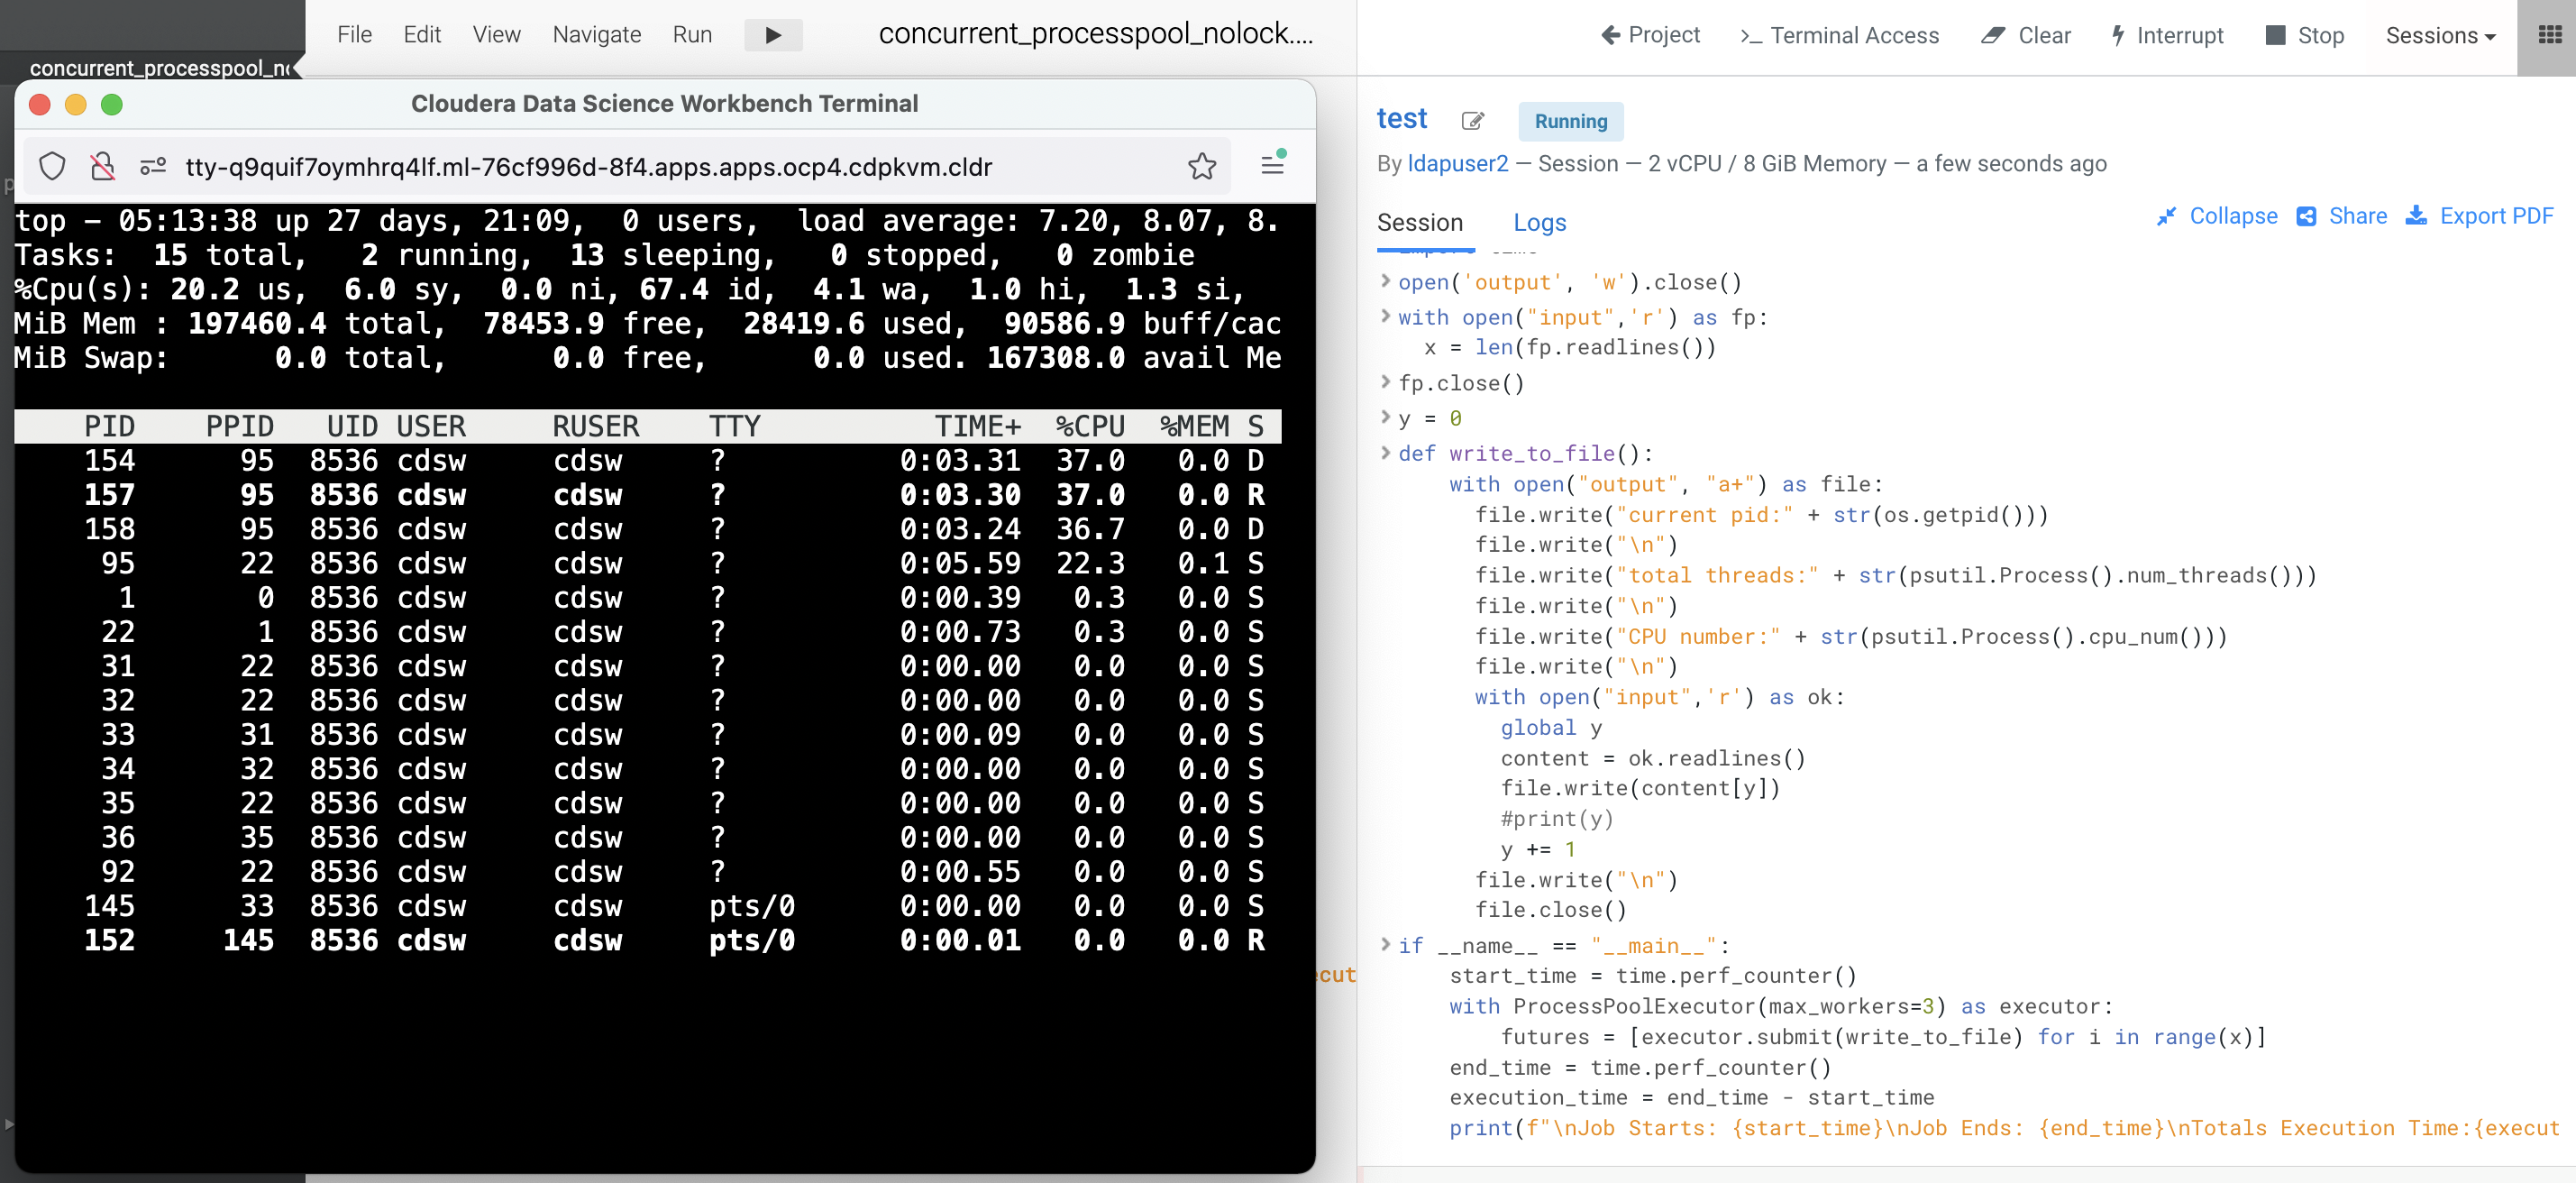 File Edit View Navigate Run concurrent_processpool_nolock....
Project Terminal Access Clear Interrupt Stop Sessions
concurrent_processpool_n
Cloudera Data Science Workbench Terminal
tty-q9quif7oymhrq4lf.ml-76cf996d-8f4.apps.apps.ocp4.cdpkvm.cldr
top - 05:13:38 up 27 days, 21:09,  0 users,  load average: 7.20, 8.07, 8.
Tasks:  15 total,   2 running,  13 sleeping,   0 stopped,   0 zombie
%Cpu(s): 20.2 us,  6.0 sy,  0.0 ni, 67.4 id,  4.1 wa,  1.0 hi,  1.3 si,
MiB Mem : 197460.4 total,  78453.9 free,  28419.6 used,  90586.9 buff/cac
MiB Swap:      0.0 total,      0.0 free,      0.0 used. 167308.0 avail Me
PID PPID UID USER RUSER TTY TIME+ %CPU %MEM S
154 95 8536 cdsw cdsw ? 0:03.31 37.0 0.0 D
157 95 8536 cdsw cdsw ? 0:03.30 37.0 0.0 R
158 95 8536 cdsw cdsw ? 0:03.24 36.7 0.0 D
95 22 8536 cdsw cdsw ? 0:05.59 22.3 0.1 S
1 0 8536 cdsw cdsw ? 0:00.39 0.3 0.0 S
22 1 8536 cdsw cdsw ? 0:00.73 0.3 0.0 S
31 22 8536 cdsw cdsw ? 0:00.00 0.0 0.0 S
32 22 8536 cdsw cdsw ? 0:00.00 0.0 0.0 S
33 31 8536 cdsw cdsw ? 0:00.09 0.0 0.0 S
34 32 8536 cdsw cdsw ? 0:00.00 0.0 0.0 S
35 22 8536 cdsw cdsw ? 0:00.00 0.0 0.0 S
36 35 8536 cdsw cdsw ? 0:00.00 0.0 0.0 S
92 22 8536 cdsw cdsw ? 0:00.55 0.0 0.0 S
145 33 8536 cdsw cdsw pts/0 0:00.00 0.0 0.0 S
152 145 8536 cdsw cdsw pts/0 0:00.01 0.0 0.0 R
ecut
test Running
By ldapuser2 — Session — 2 vCPU / 8 GiB Memory — a few seconds ago
Session Logs Collapse Share Export PDF
open('output', 'w').close()
with open("input",'r') as fp:
  x = len(fp.readlines())
fp.close()
y = 0
def write_to_file():
    with open("output", "a+") as file:
      file.write("current pid:" + str(os.getpid()))
      file.write("\n")
      file.write("total threads:" + str(psutil.Process().num_threads()))
      file.write("\n")
      file.write("CPU number:" + str(psutil.Process().cpu_num()))
      file.write("\n")
      with open("input",'r') as ok:
        global y
        content = ok.readlines()
        file.write(content[y])
        #print(y)
        y += 1
      file.write("\n")
      file.close()
if __name__ == "__main__":
    start_time = time.perf_counter()
    with ProcessPoolExecutor(max_workers=3) as executor:
        futures = [executor.submit(write_to_file) for i in range(x)]
    end_time = time.perf_counter()
    execution_time = end_time - start_time
    print(f"\nJob Starts: {start_time}\nJob Ends: {end_time}\nTotals Execution Time:{execut